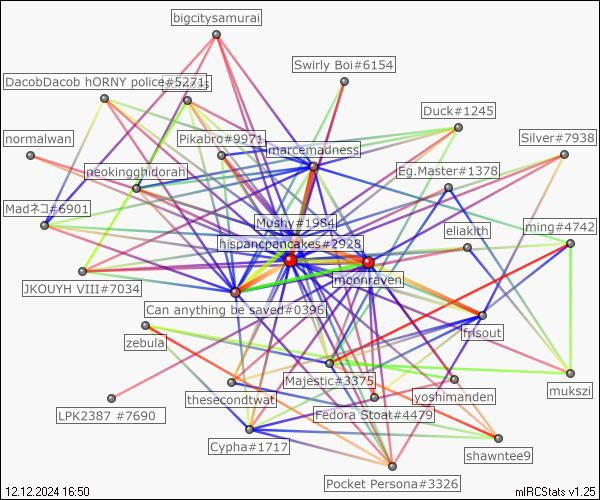 bigcitysamurai
Swirly Boi#6154
DacobDacob hORNY police#5271
Duck#1245
normalwan
Pikabro#9971
marcemadness
Silver#7938
neokingghidorah
Eg.Master#1378
Madネコ#6901
Mushy#1984
eliakith
ming#4742
hispancpancakes#2928
moonraven
JKOUYH VIII#7034
Can anything be saved#0396
frisout
zebula
Majestic#3375
mukszi
thesecondtwat
yoshimanden
LPK2387 #7690
Fedora Stoat#4479
Cypha#1717
shawntee9
Pocket Persona#3326
12.12.2024 16:50
mIRCStats v1.25